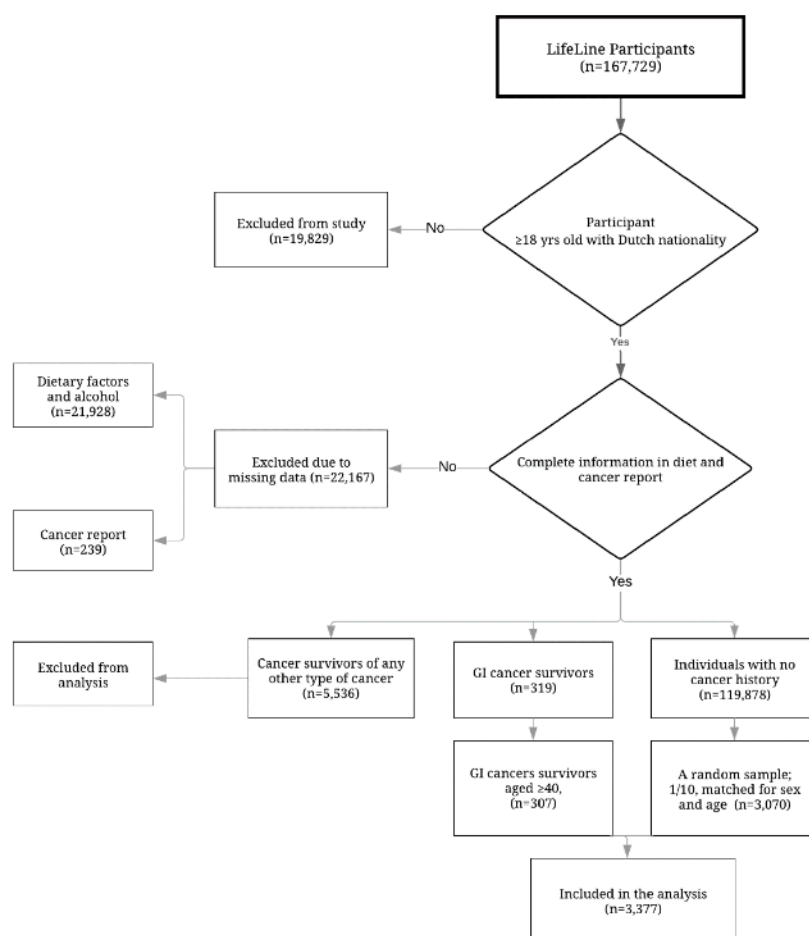 LifeLine Participants
(n=167,729)
Participant
≥18 yrs old with Dutch nationality
No
Excluded from study
(n=19,829)
Yes
Complete information in diet and
cancer report
No
Excluded due to
missing data (n=22,167)
Dietary factors
and alcohol
(n=21,928)
Cancer report
(n=239)
Yes
Excluded from
analysis
Cancer survivors of any
other type of cancer
(n=5,536)
GI cancer survivors
(n=319)
Individuals with no
cancer history
(n=119,878)
GI cancers survivors
aged ≥40,
(n=307)
A random sample;
1/10, matched for sex
and age (n=3,070)
Included in the analysis
(n=3,377)